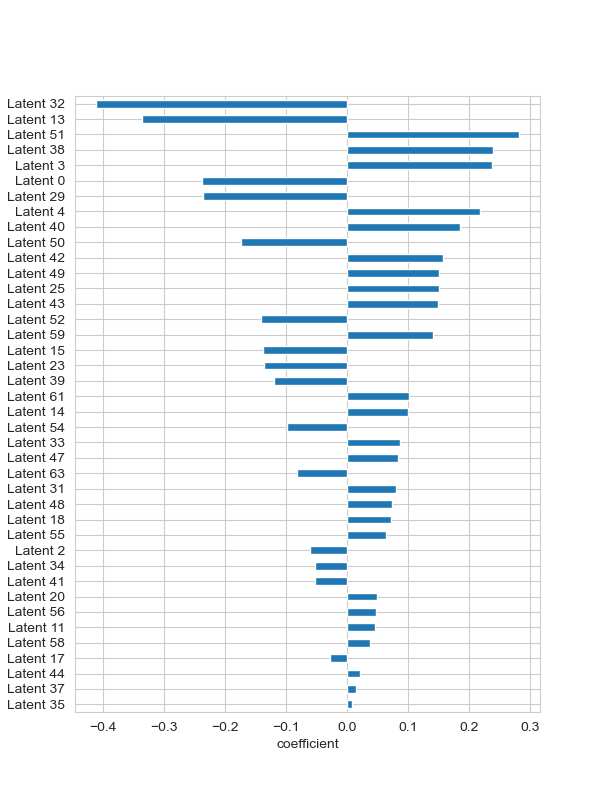 Latent 32
Latent 13
Latent 51
Latent 38
Latent 3
Latent 0
Latent 29
Latent 4
Latent 40
Latent 50
Latent 42
Latent 49
Latent 25
Latent 43
Latent 52
Latent 59
Latent 15
Latent 23
Latent 39
Latent 61
Latent 14
Latent 54
Latent 33
Latent 47
Latent 63
Latent 31
Latent 48
Latent 18
Latent 55
Latent 2
Latent 34
Latent 41
Latent 20
Latent 56
Latent 11
Latent 58
Latent 17
Latent 44
Latent 37
Latent 35
−0.4 −0.3 −0.2 −0.1 0.0 0.1 0.2 0.3
coefficient